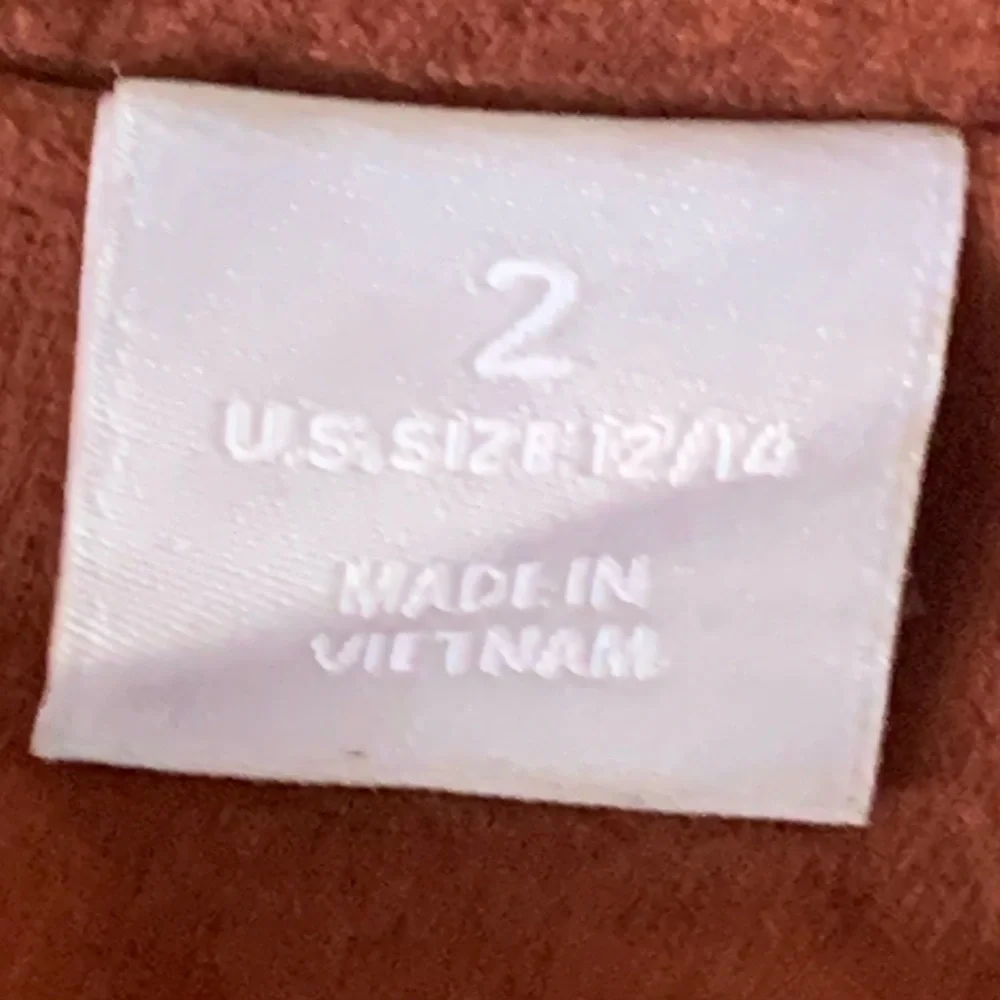 2
U.S. SIZE 12/14
MADE IN
VIETNAM